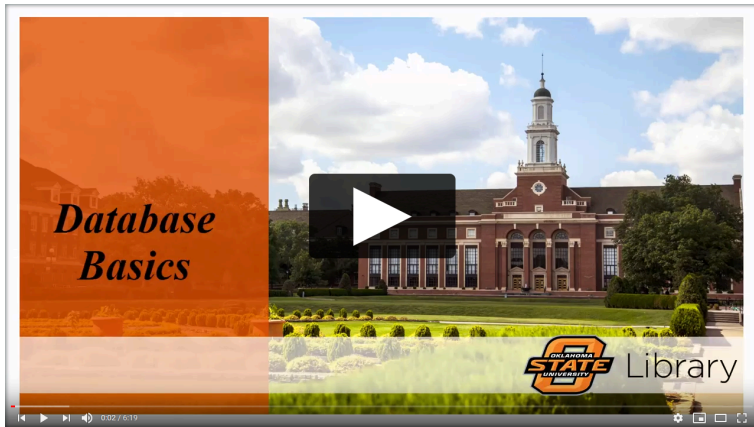 Database
Basics
OKLAHOMA
STATE
UNIVERSITY
Library
0:02 / 6:19